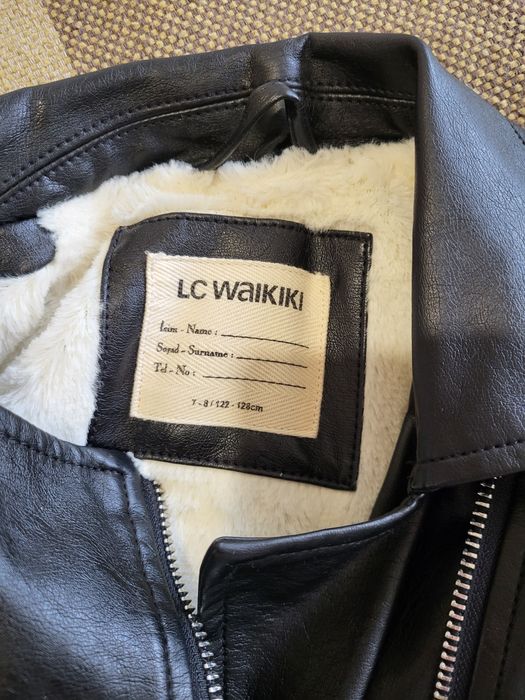 LC WAIKIKI
İsim - Name :
Soyad - Surname :
Tel - No :
7 - 8 / 122 - 128cm